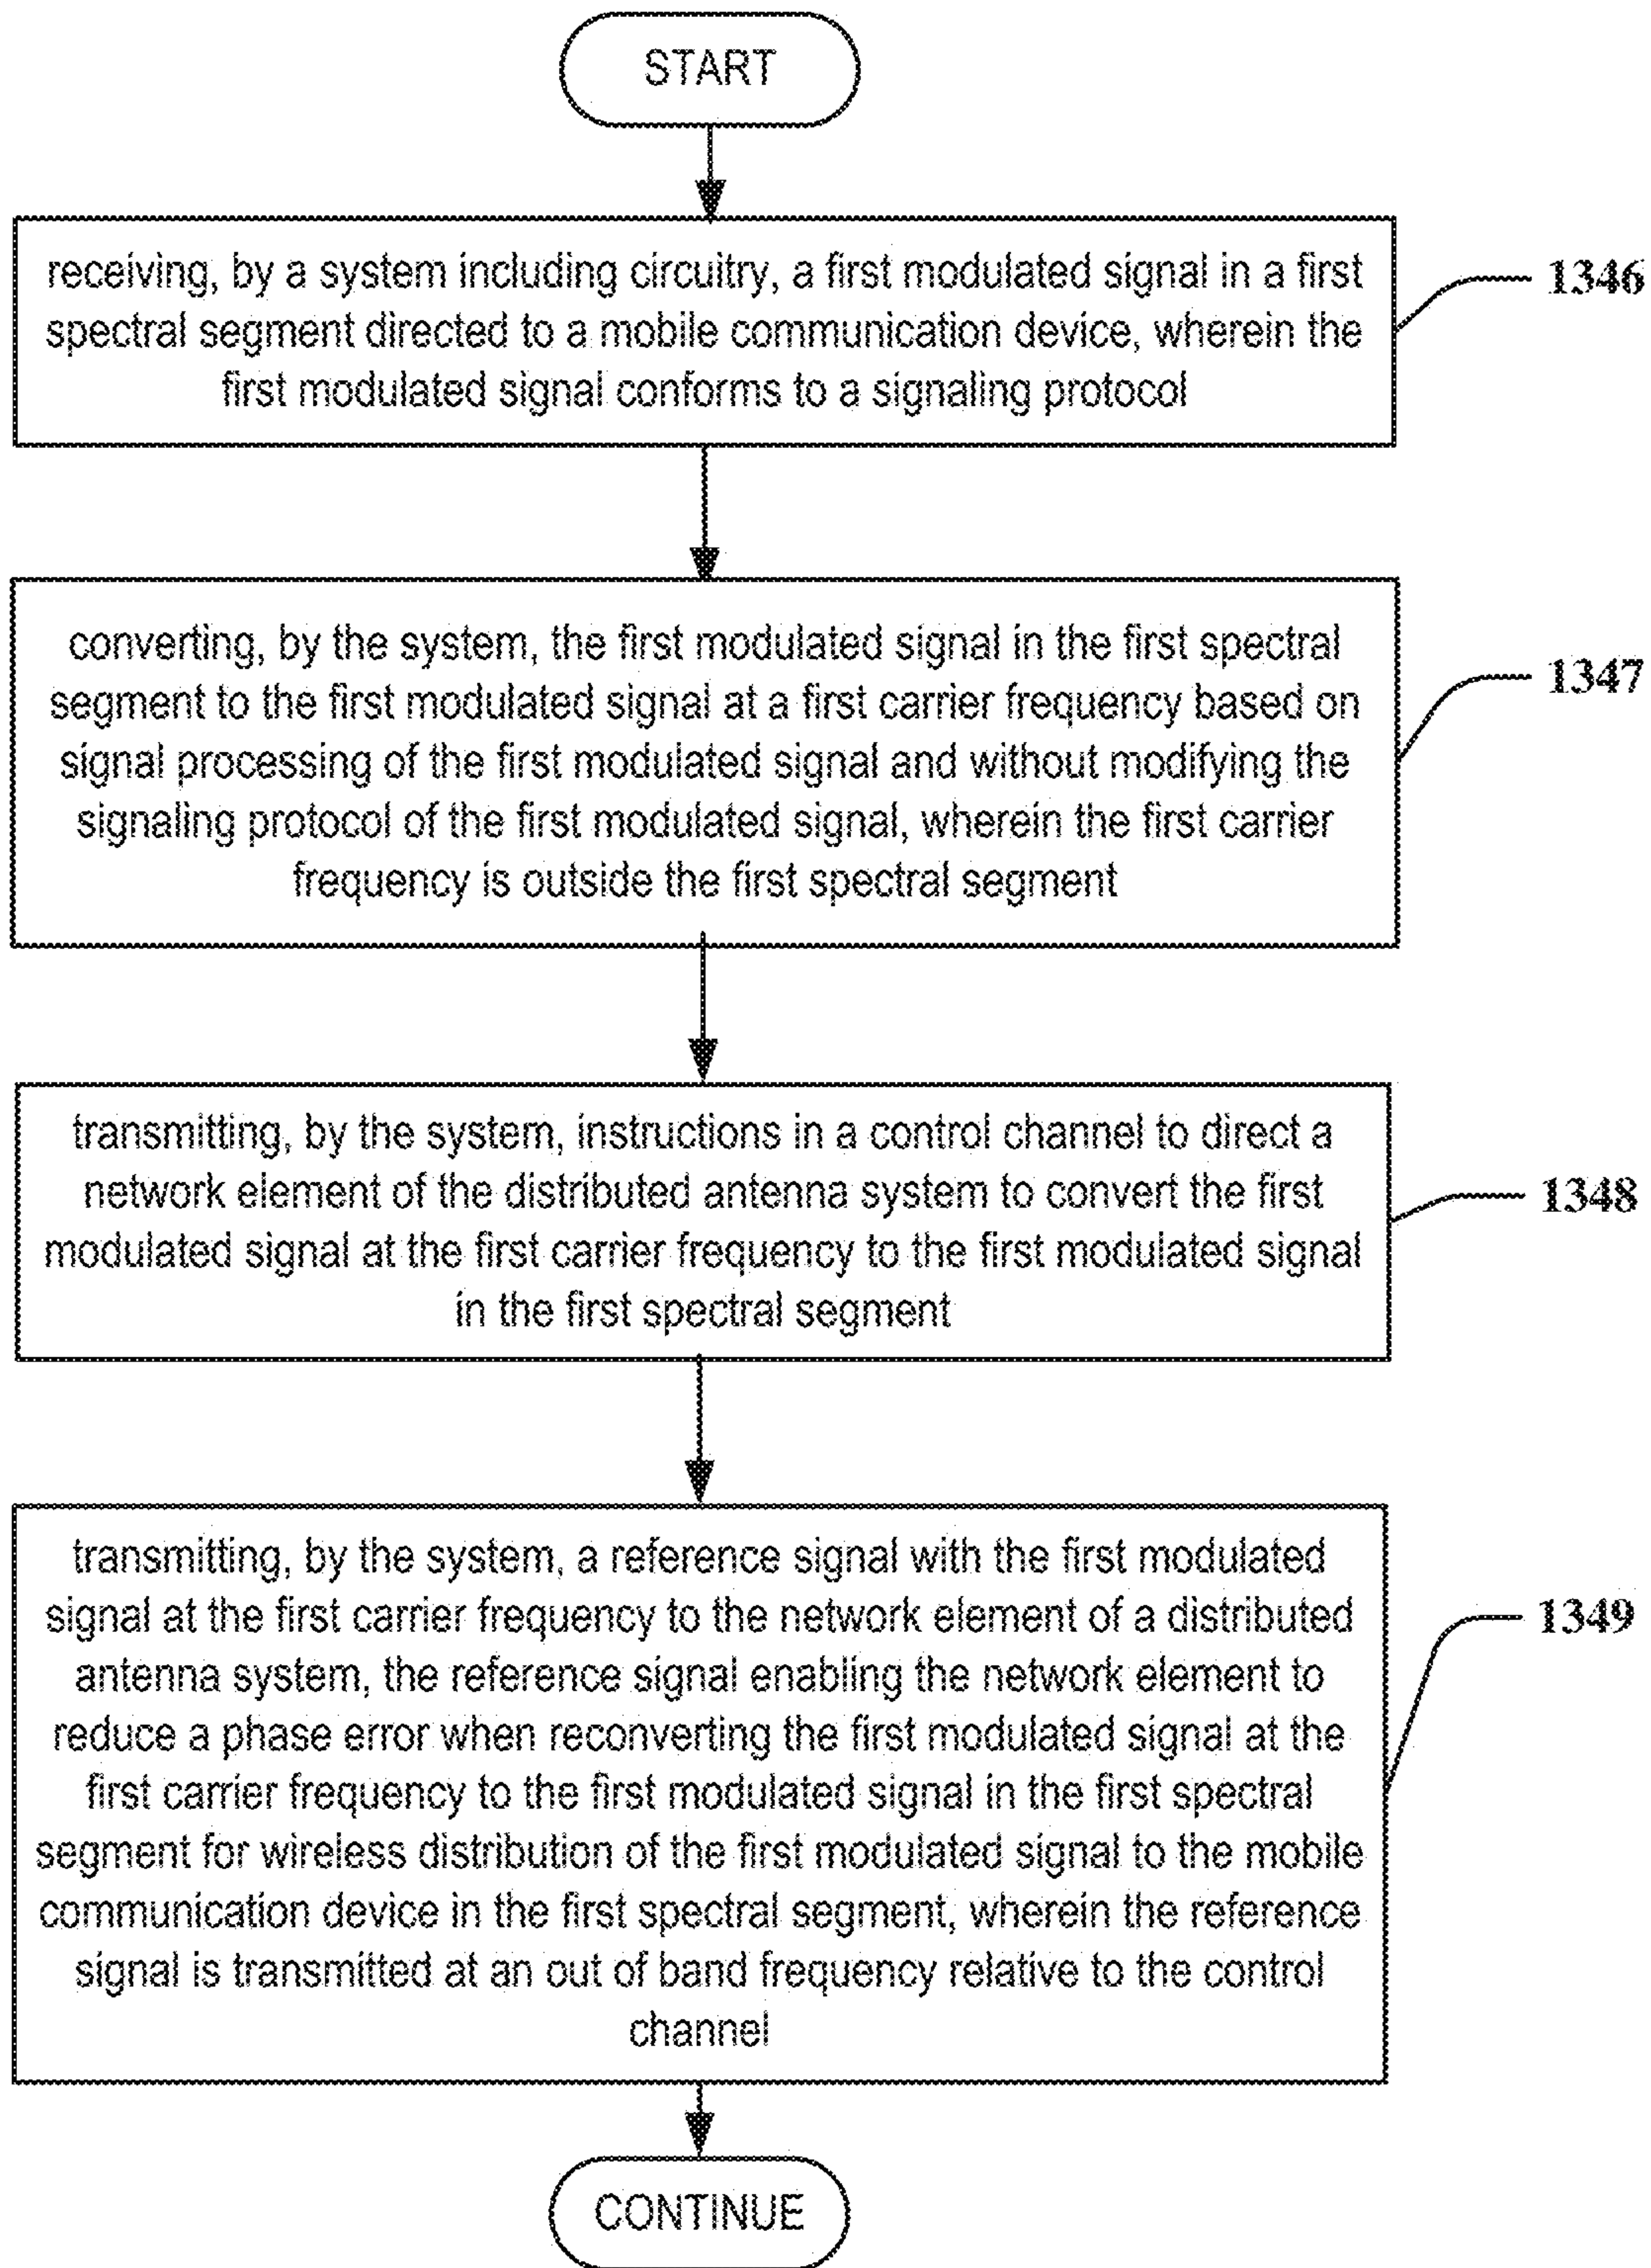 START
receiving, by a system including circuitry, a first modulated signal in a first
spectral segment directed to a mobile communication device, wherein the
first modulated signal conforms to a signaling protocol
1346
converting, by the system, the first modulated signal in the first spectral
segment to the first modulated signal at a first carrier frequency based on
signal processing of the first modulated signal and without modifying the
signaling protocol of the first modulated signal, wherein the first carrier
frequency is outside the first spectral segment
1347
transmitting, by the system, instructions in a control channel to direct a
network element of the distributed antenna system to convert the first
modulated signal at the first carrier frequency to the first modulated signal
in the first spectral segment
1348
transmitting, by the system, a reference signal with the first modulated
signal at the first carrier frequency to the network element of a distributed
antenna system, the reference signal enabling the network element to
reduce a phase error when reconverting the first modulated signal at the
first carrier frequency to the first modulated signal in the first spectral
segment for wireless distribution of the first modulated signal to the mobile
communication device in the first spectral segment, wherein the reference
signal is transmitted at an out of band frequency relative to the control
channel
1349
CONTINUE